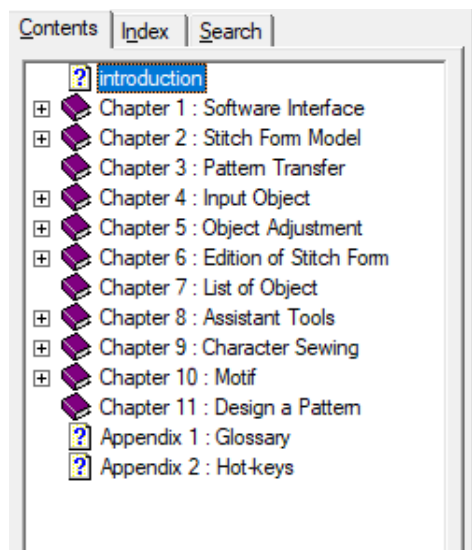 Contents Index Search
introduction
Chapter 1 : Software Interface
Chapter 2 : Stitch Form Model
Chapter 3 : Pattern Transfer
Chapter 4 : Input Object
Chapter 5 : Object Adjustment
Chapter 6 : Edition of Stitch Form
Chapter 7 : List of Object
Chapter 8 : Assistant Tools
Chapter 9 : Character Sewing
Chapter 10 : Motif
Chapter 11 : Design a Pattern
Appendix 1 : Glossary
Appendix 2 : Hot-keys